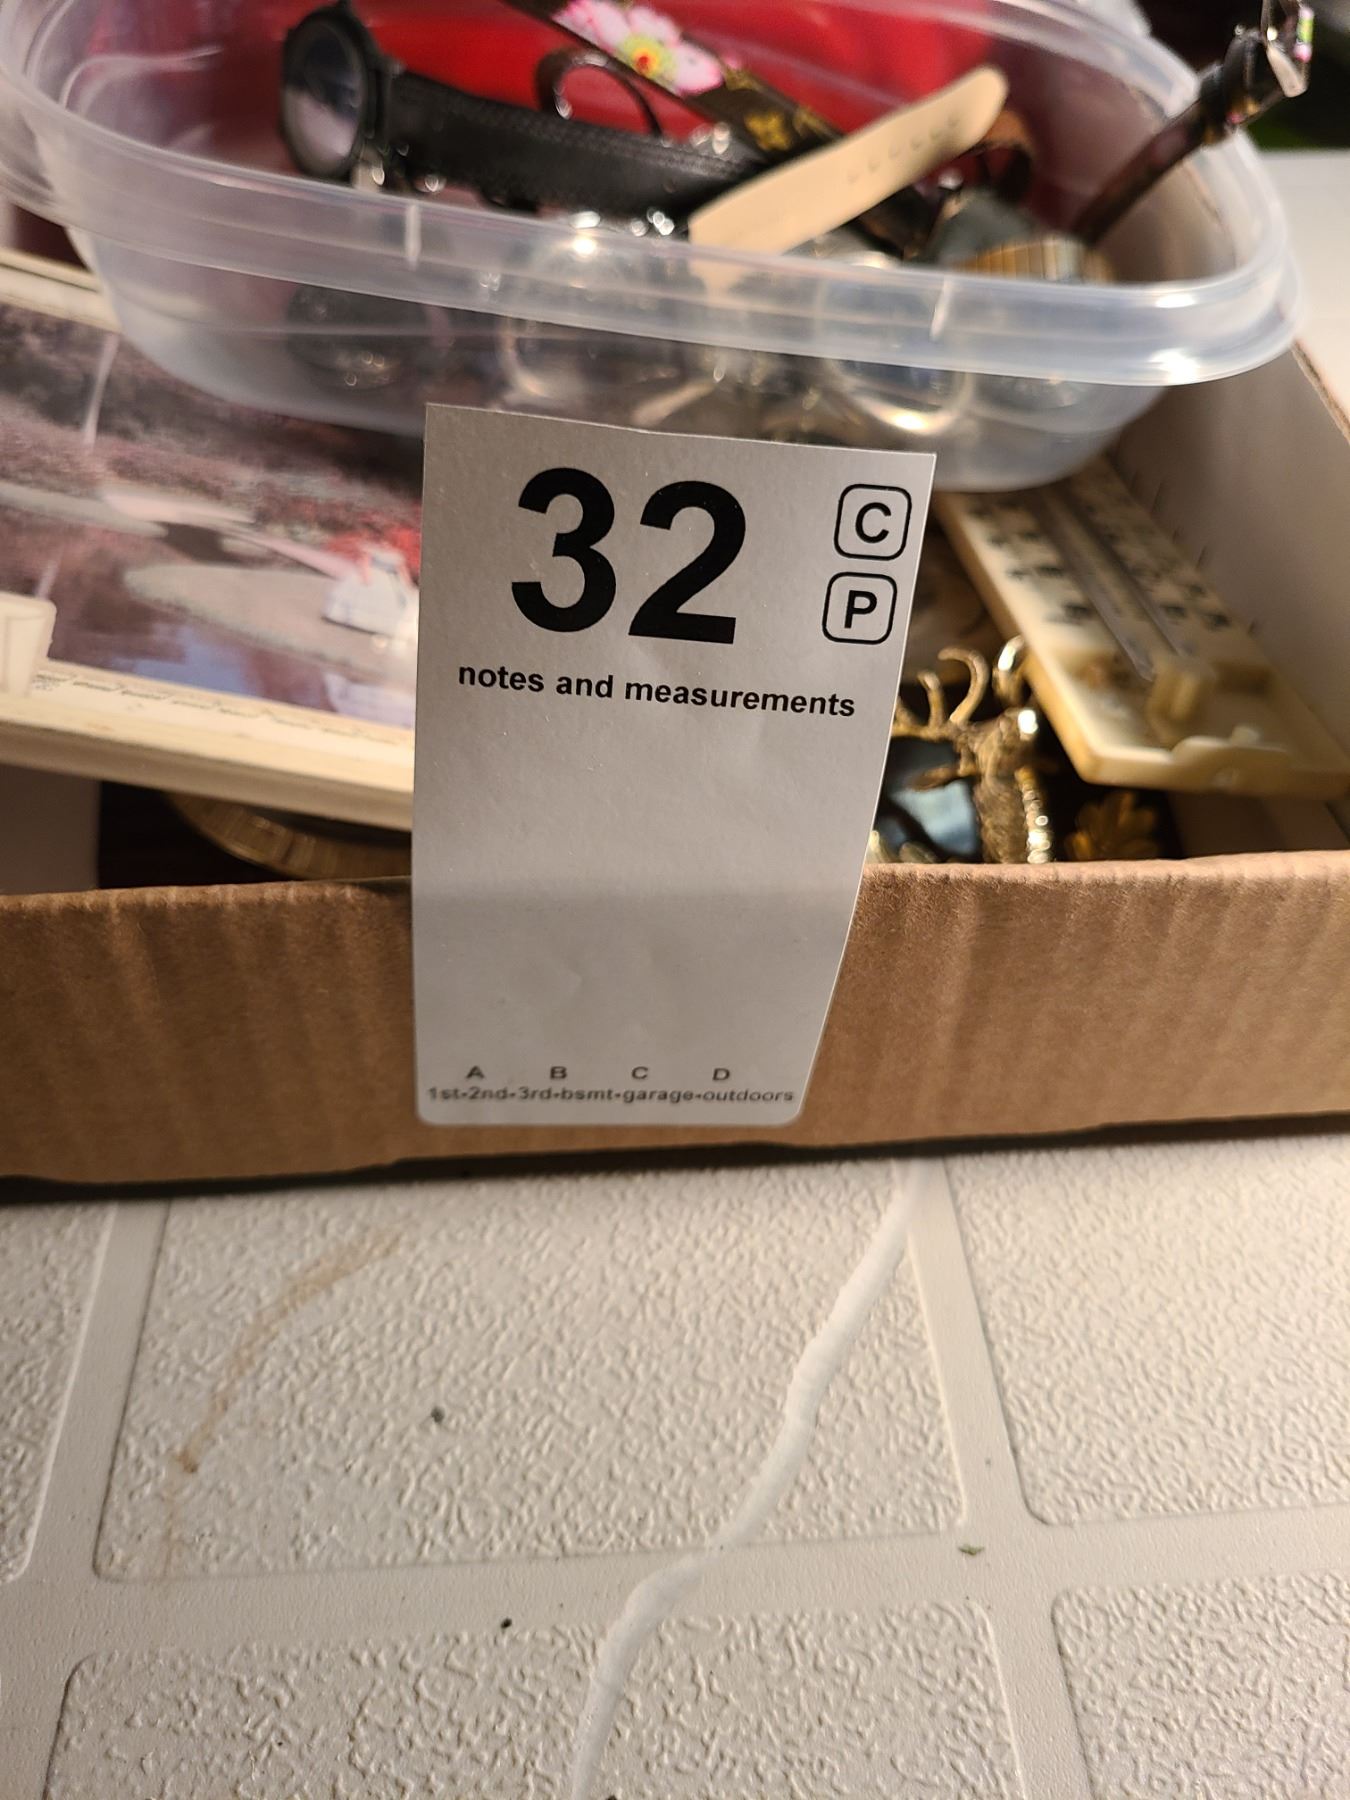 32
C
P
notes and measurements
A B C D
1st-2nd-3rd-bsmt-garage-outdoors